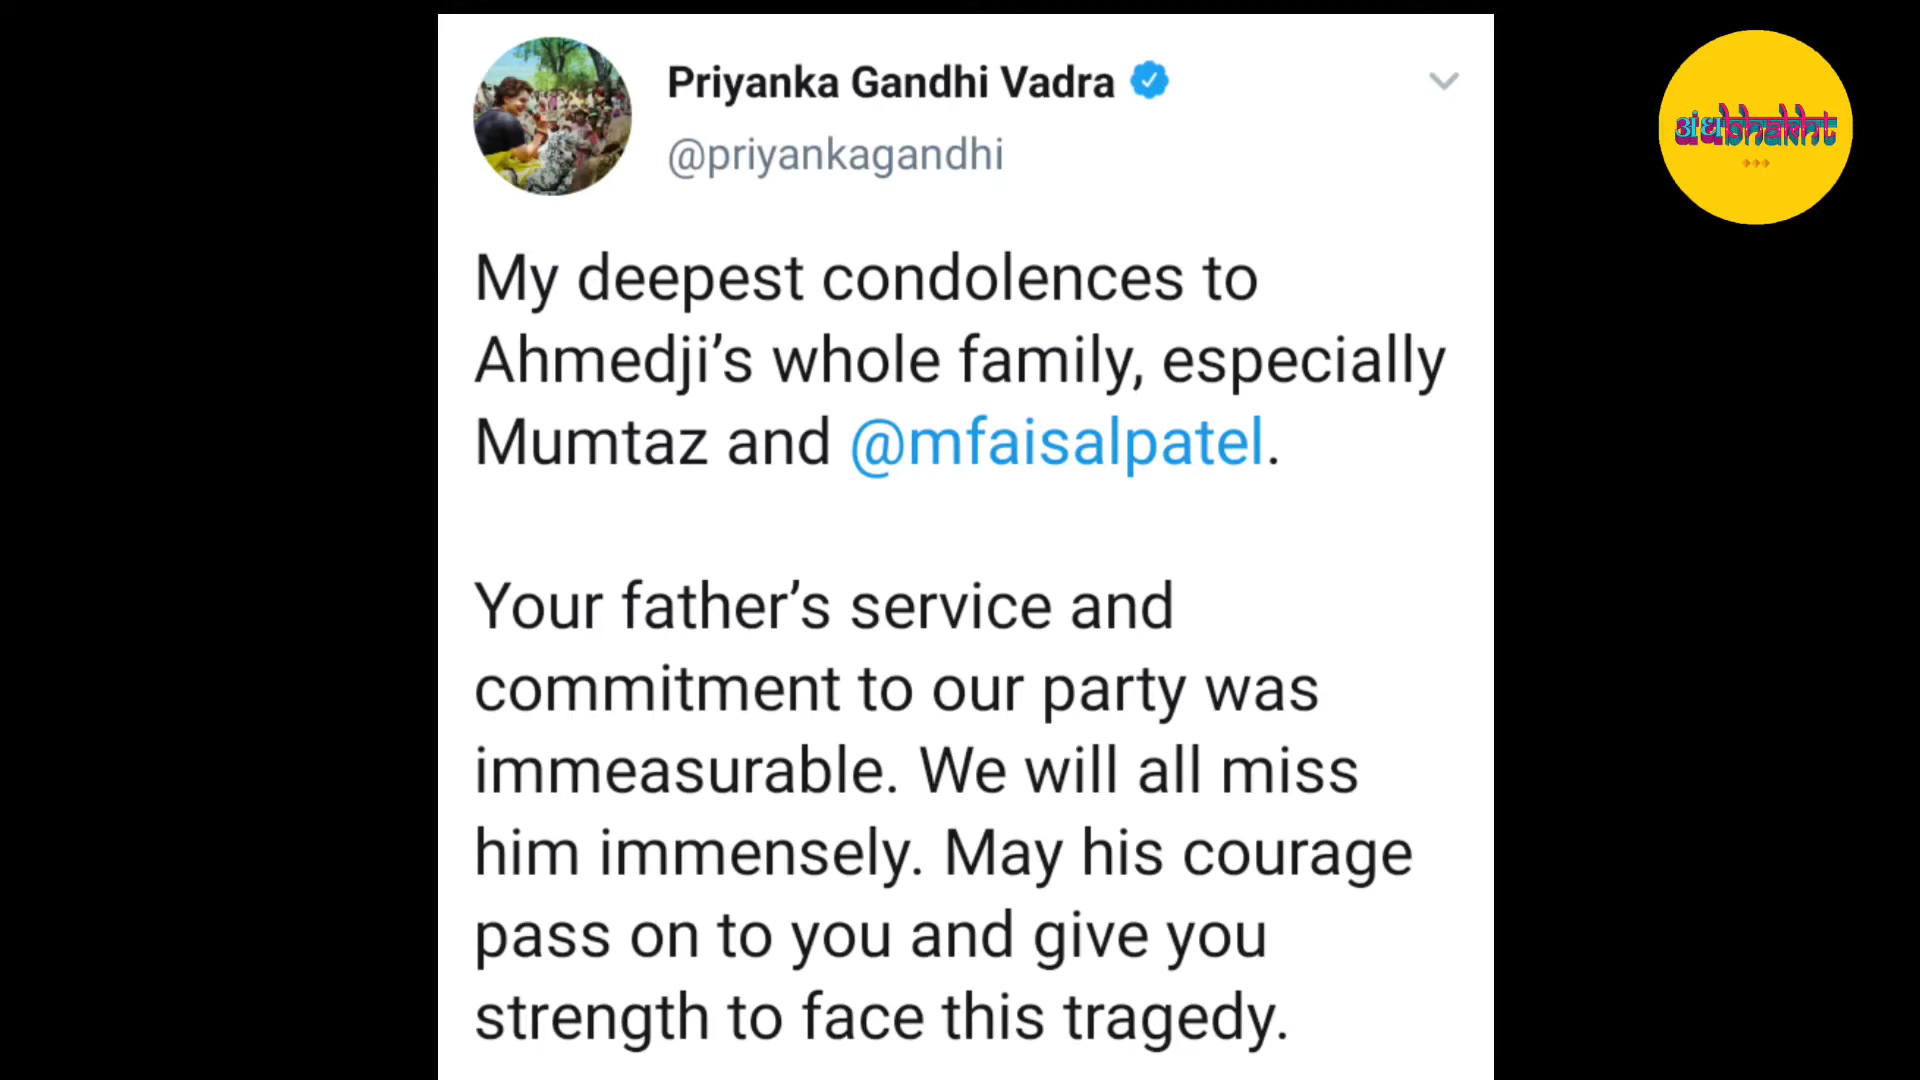 Priyanka Gandhi Vadra
@priyankagandhi
अंधbhakht
My deepest condolences to
Ahmedji’s whole family, especially
Mumtaz and @mfaisalpatel.
Your father’s service and
commitment to our party was
immeasurable. We will all miss
him immensely. May his courage
pass on to you and give you
strength to face this tragedy.